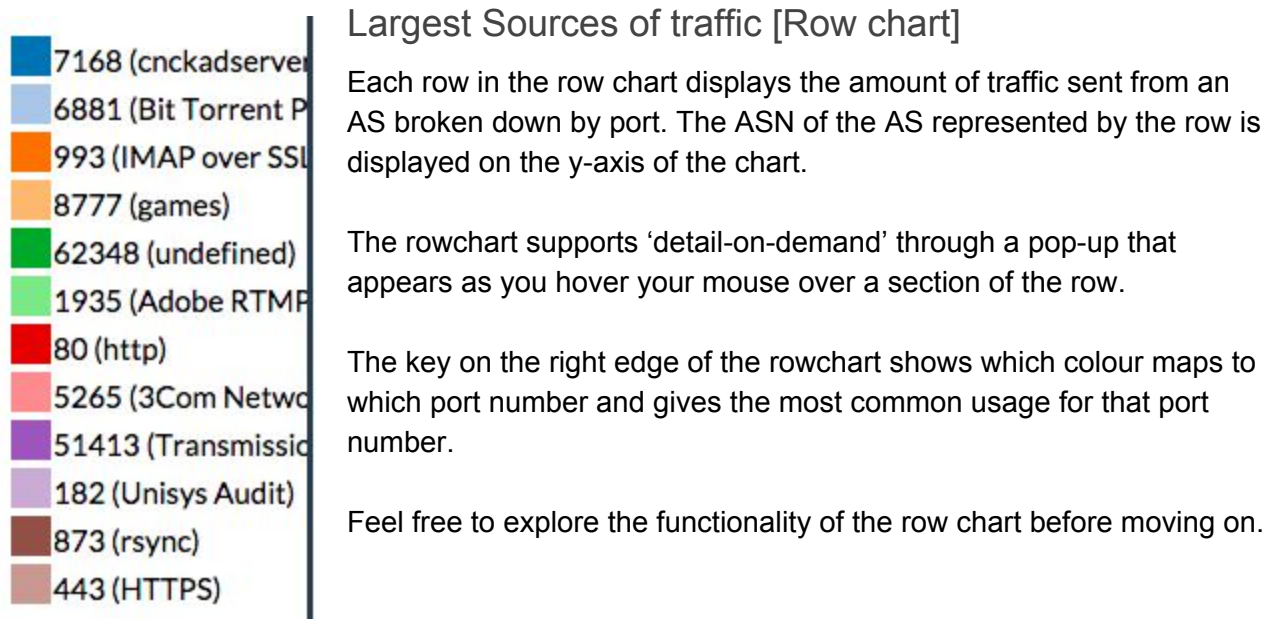 7168 (cnckadserver
6881 (Bit Torrent P
993 (IMAP over SSL
8777 (games)
62348 (undefined)
1935 (Adobe RTMP
80 (http)
5265 (3Com Netwo
51413 (Transmissio
182 (Unisys Audit)
873 (rsync)
443 (HTTPS)
Largest Sources of traffic [Row chart]
Each row in the row chart displays the amount of traffic sent from an
AS broken down by port. The ASN of the AS represented by the row is
displayed on the y-axis of the chart.
The rowchart supports ‘detail-on-demand’ through a pop-up that
appears as you hover your mouse over a section of the row.
The key on the right edge of the rowchart shows which colour maps to
which port number and gives the most common usage for that port
number.
Feel free to explore the functionality of the row chart before moving on.